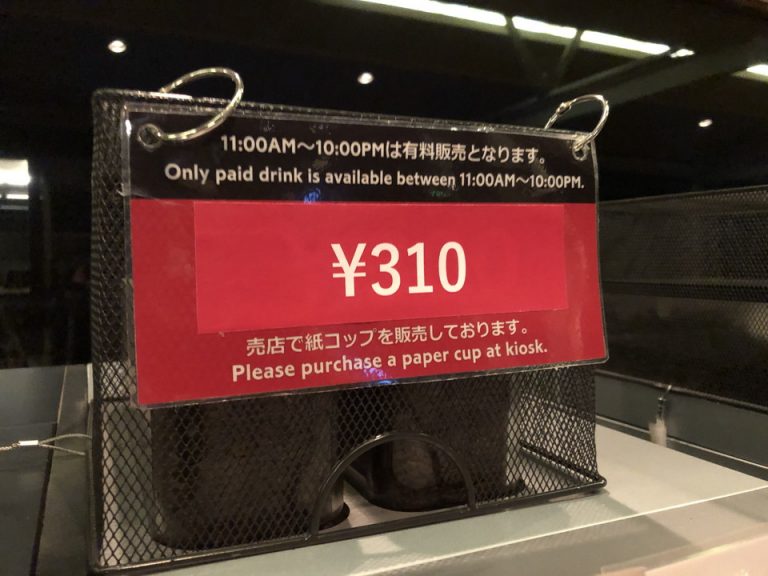 11:00AM～10:00PMは有料販売となります。
Only paid drink is available between 11:00AM～10:00PM.
¥310
売店で紙コップを販売しております。
Please purchase a paper cup at kiosk.